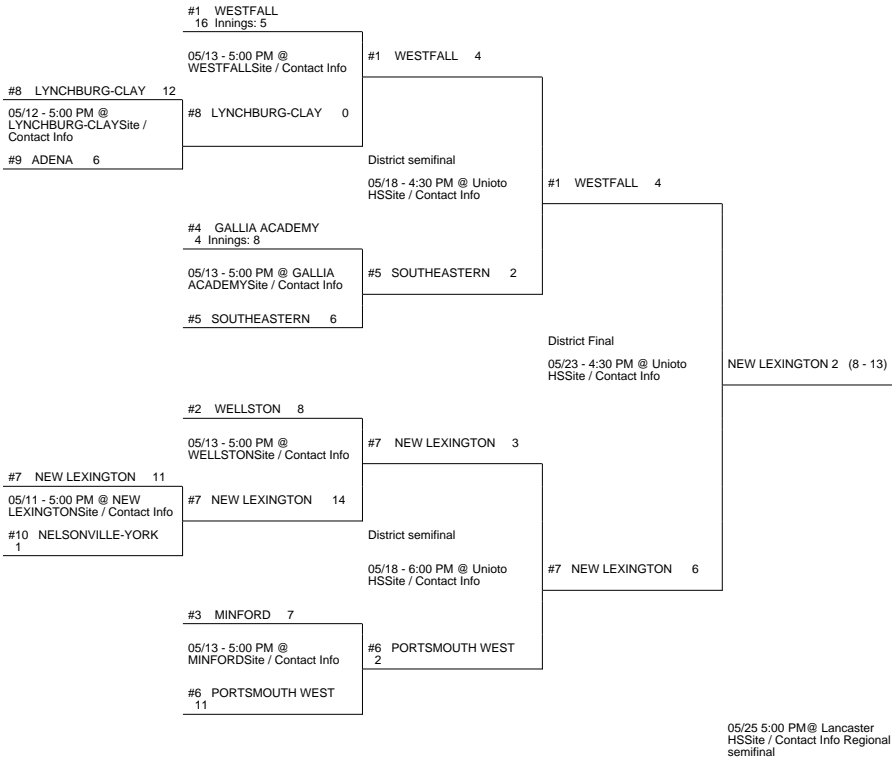 #1 WESTFALL
16 Innings: 5
05/13 - 5:00 PM @
WESTFALLSite / Contact Info
#1 WESTFALL 4
#8 LYNCHBURG-CLAY 12
05/12 - 5:00 PM @
LYNCHBURG-CLAYSite /
Contact Info
#8 LYNCHBURG-CLAY 0
#9 ADENA 6
District semifinal
05/18 - 4:30 PM @ Unioto
HSSite / Contact Info
#1 WESTFALL 4
#4 GALLIA ACADEMY
4 Innings: 8
05/13 - 5:00 PM @ GALLIA
ACADEMYSite / Contact Info
#5 SOUTHEASTERN 2
#5 SOUTHEASTERN 6
District Final
05/23 - 4:30 PM @ Unioto
HSSite / Contact Info
NEW LEXINGTON 2 (8 - 13)
#2 WELLSTON 8
05/13 - 5:00 PM @
WELLSTONSite / Contact Info
#7 NEW LEXINGTON 3
#7 NEW LEXINGTON 11
05/11 - 5:00 PM @ NEW
LEXINGTONSite / Contact Info
#7 NEW LEXINGTON 14
#10 NELSONVILLE-YORK
1
District semifinal
05/18 - 6:00 PM @ Unioto
HSSite / Contact Info
#7 NEW LEXINGTON 6
#3 MINFORD 7
05/13 - 5:00 PM @
MINFORDSite / Contact Info
#6 PORTSMOUTH WEST
2
#6 PORTSMOUTH WEST
11
05/25 5:00 PM@ Lancaster
HSSite / Contact Info Regional
semifinal